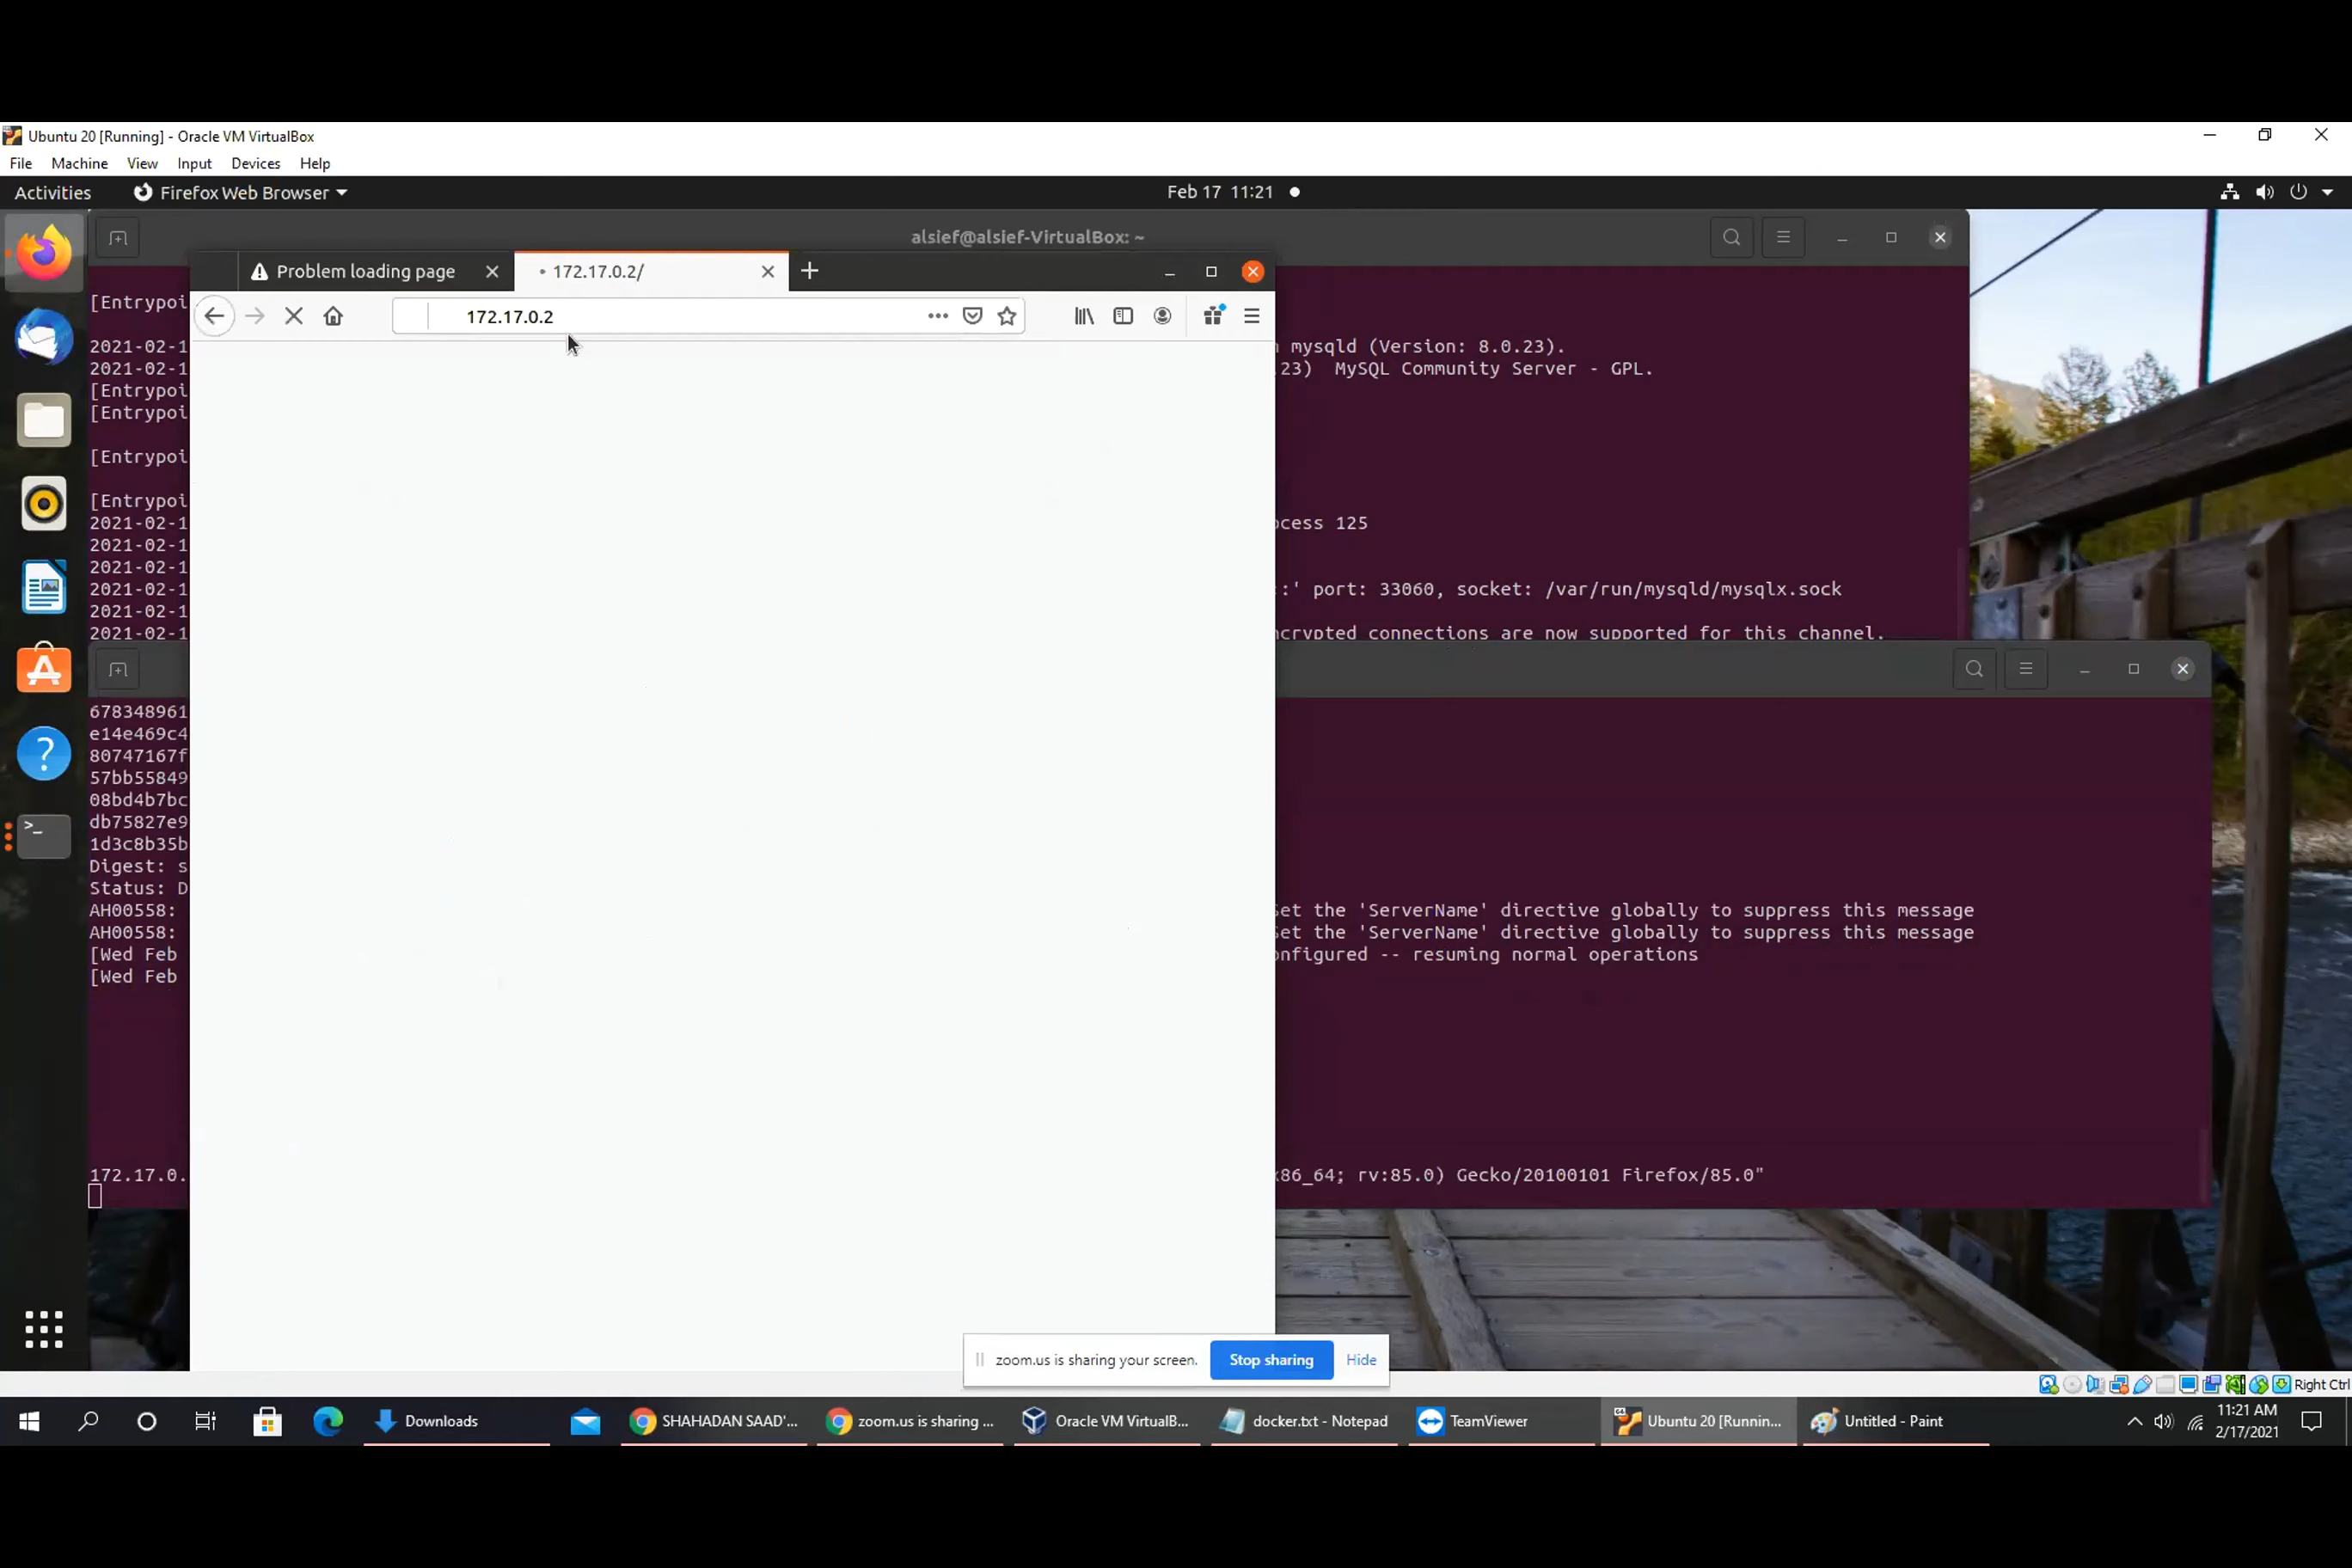 Ubuntu 20 [Running] - Oracle VM VirtualBox
File Machine View Input Devices Help
Activities Firefox Web Browser Feb 17 11:21
alsief@alsief-VirtualBox: ~
Problem loading page 172.17.0.2/
172.17.0.2
[Entrypoi
2021-02-1 mysqld (Version: 8.0.23).
2021-02-1 23) MySQL Community Server - GPL.
[Entrypoi
[Entrypoi
[Entrypoi
[Entrypoi
2021-02-1 cess 125
2021-02-1
2021-02-1
2021-02-1 :' port: 33060, socket: /var/run/mysqld/mysqlx.sock
2021-02-1
2021-02-1 ncrypted connections are now supported for this channel.
678348961
e14e469c4
80747167f
57bb55849
08bd4b7bc
db75827e9
1d3c8b35b
Digest: s
Status: D
AH00558: Set the 'ServerName' directive globally to suppress this message
AH00558: Set the 'ServerName' directive globally to suppress this message
[Wed Feb onfigured -- resuming normal operations
[Wed Feb
172.17.0. x86_64; rv:85.0) Gecko/20100101 Firefox/85.0"
zoom.us is sharing your screen. Stop sharing Hide
Right Ctrl
Downloads SHAHADAN SAAD'... zoom.us is sharing ... Oracle VM VirtualB... docker.txt - Notepad TeamViewer Ubuntu 20 [Runnin... Untitled - Paint 11:21 AM
2/17/2021